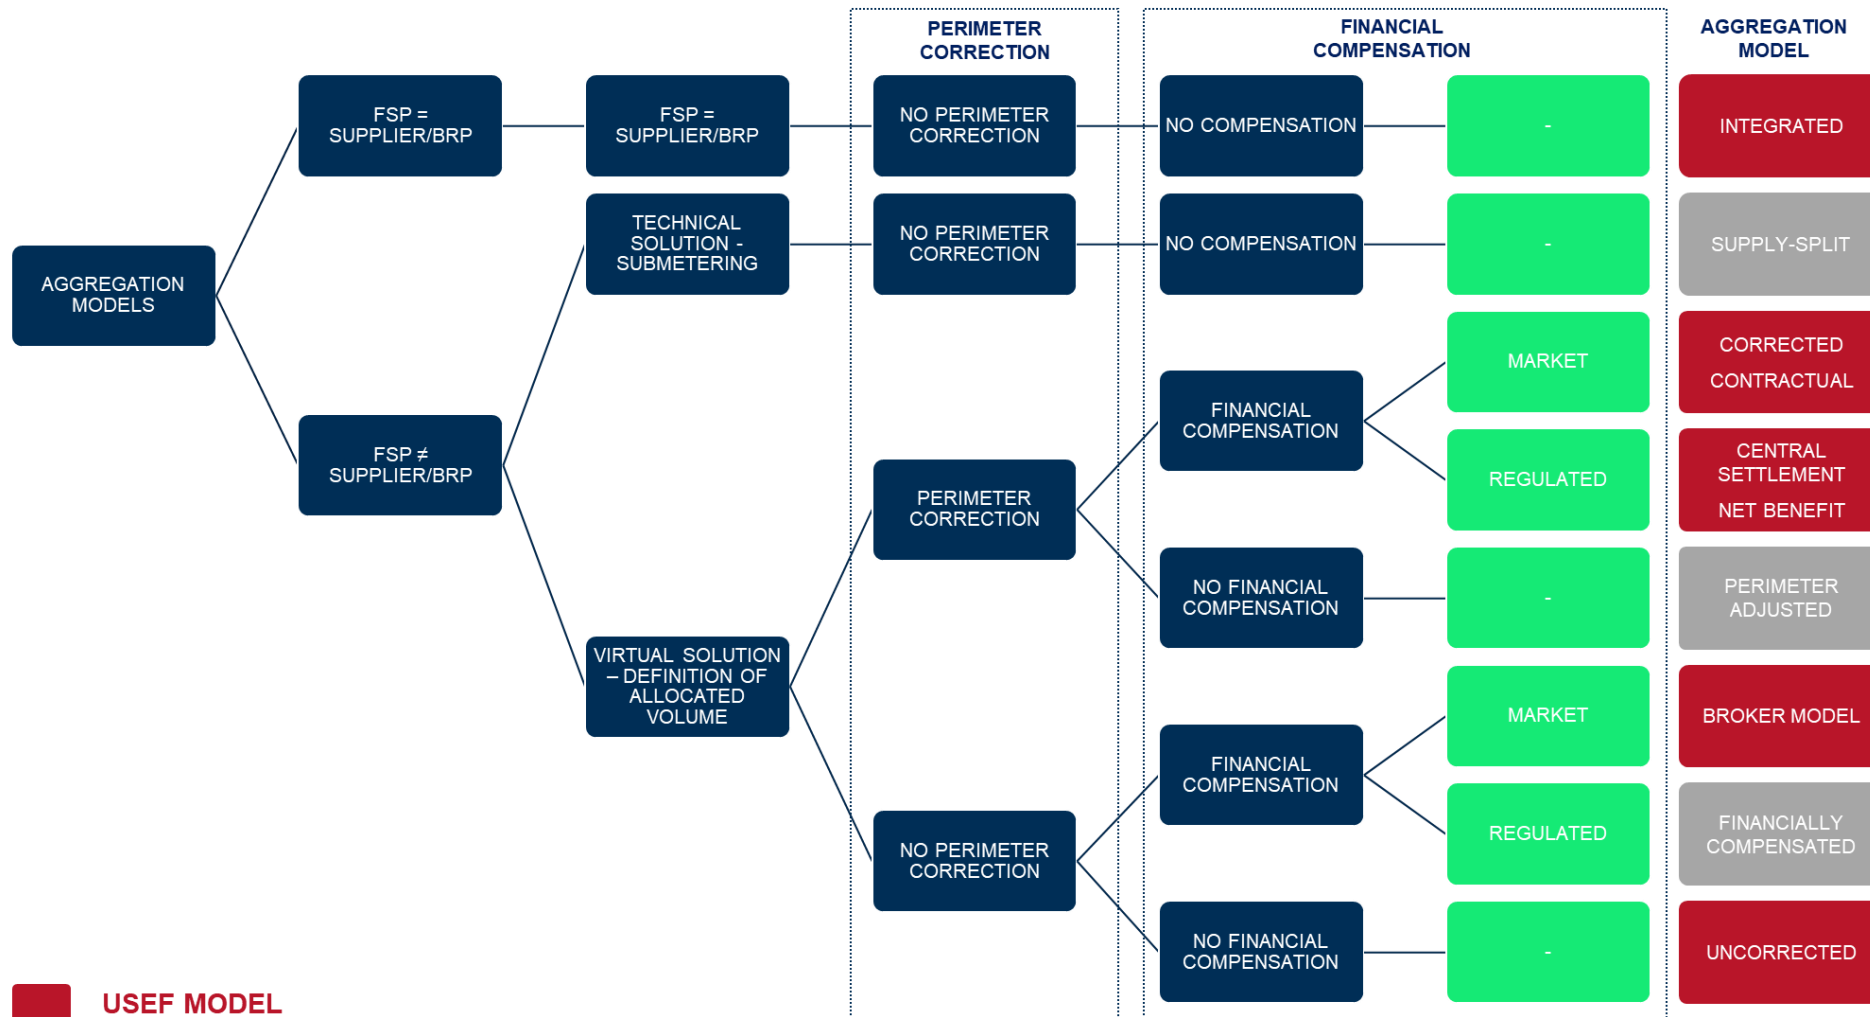 PERIMETER
CORRECTION
FINANCIAL
COMPENSATION
AGGREGATION
MODEL
FSP =
SUPPLIER/BRP
FSP =
SUPPLIER/BRP
NO PERIMETER
CORRECTION
NO COMPENSATION
-
INTEGRATED
TECHNICAL
SOLUTION -
SUBMETERING
NO PERIMETER
CORRECTION
NO COMPENSATION
-
SUPPLY-SPLIT
AGGREGATION
MODELS
MARKET
CORRECTED
CONTRACTUAL
FINANCIAL
COMPENSATION
FSP ≠
SUPPLIER/BRP
REGULATED
CENTRAL
SETTLEMENT
NET BENEFIT
PERIMETER
CORRECTION
NO FINANCIAL
COMPENSATION
-
PERIMETER
ADJUSTED
VIRTUAL SOLUTION
– DEFINITION OF
ALLOCATED
VOLUME
MARKET
BROKER MODEL
FINANCIAL
COMPENSATION
REGULATED
FINANCIALLY
COMPENSATED
NO PERIMETER
CORRECTION
NO FINANCIAL
COMPENSATION
-
UNCORRECTED
USEF MODEL